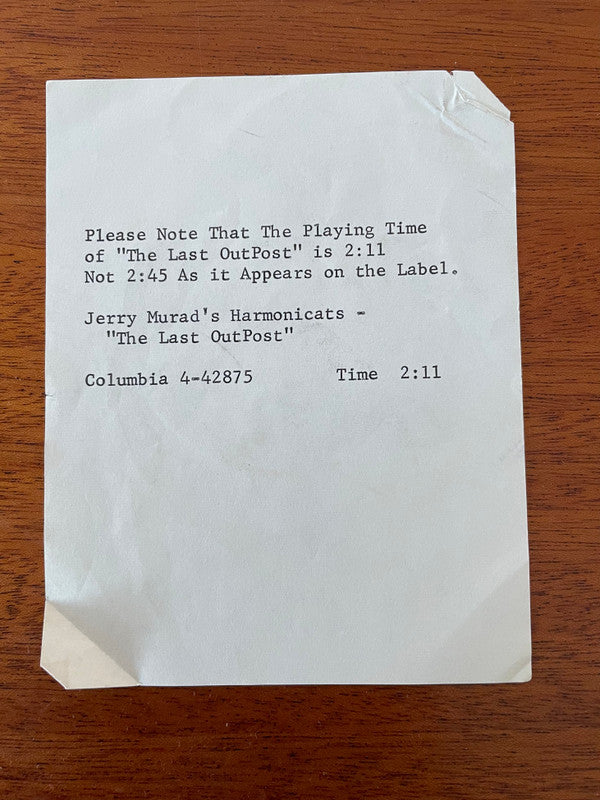 Please Note That The Playing Time
of "The Last OutPost" is 2:11
Not 2:45 As it Appears on the Label.
Jerry Murad's Harmonicats -
"The Last OutPost"
Columbia 4-42875 Time 2:11